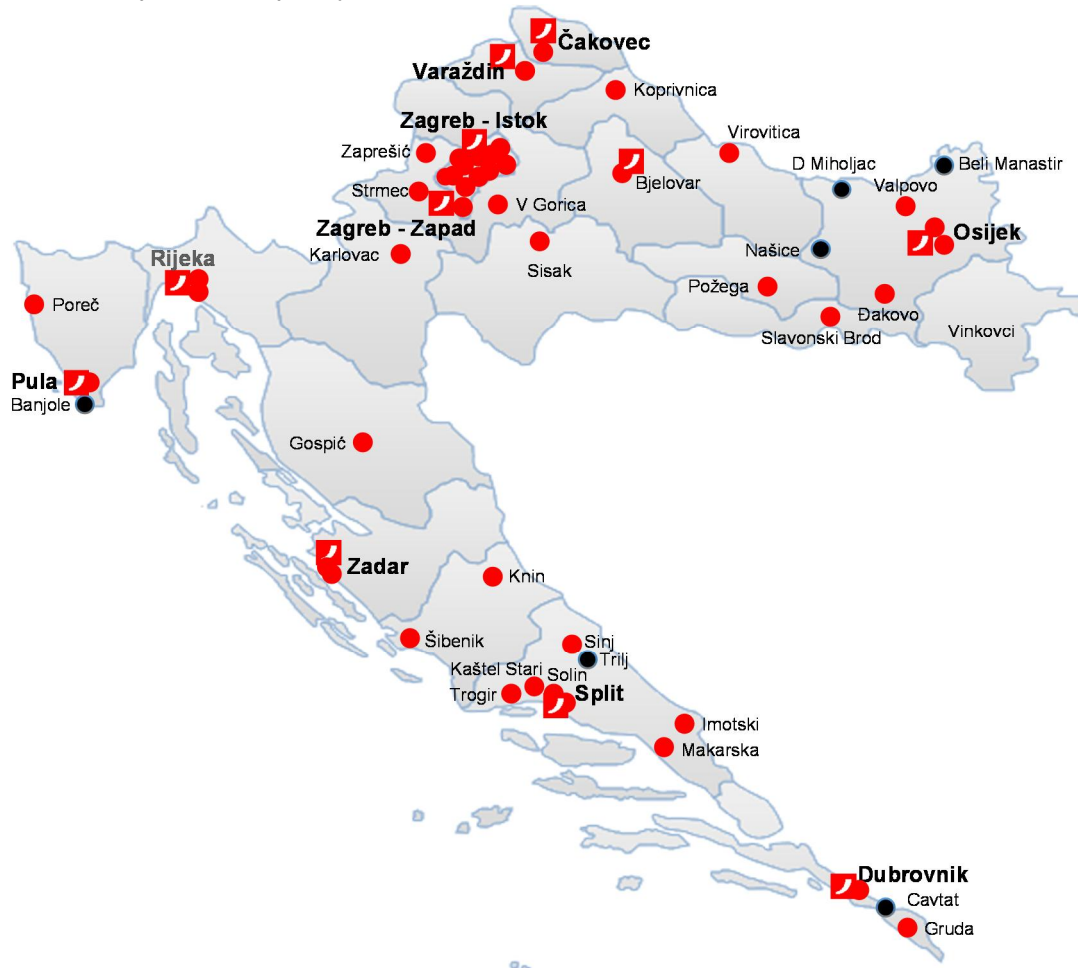 Čakovec
Varaždin
Koprivnica
Zagreb - Istok
Virovitica
Zaprešić
D Miholjac
Beli Manastir
Bjelovar
Strmec
Valpovo
V Gorica
Zagreb - Zapad
Osijek
Karlovac
Našice
Rijeka
Sisak
Požega
Poreč
Đakovo
Slavonski Brod
Vinkovci
Pula
Banjole
Gospić
Zadar
Knin
Šibenik
Sinj
Trilj
Kaštel Stari
Solin
Trogir
Split
Imotski
Makarska
Dubrovnik
Cavtat
Gruda